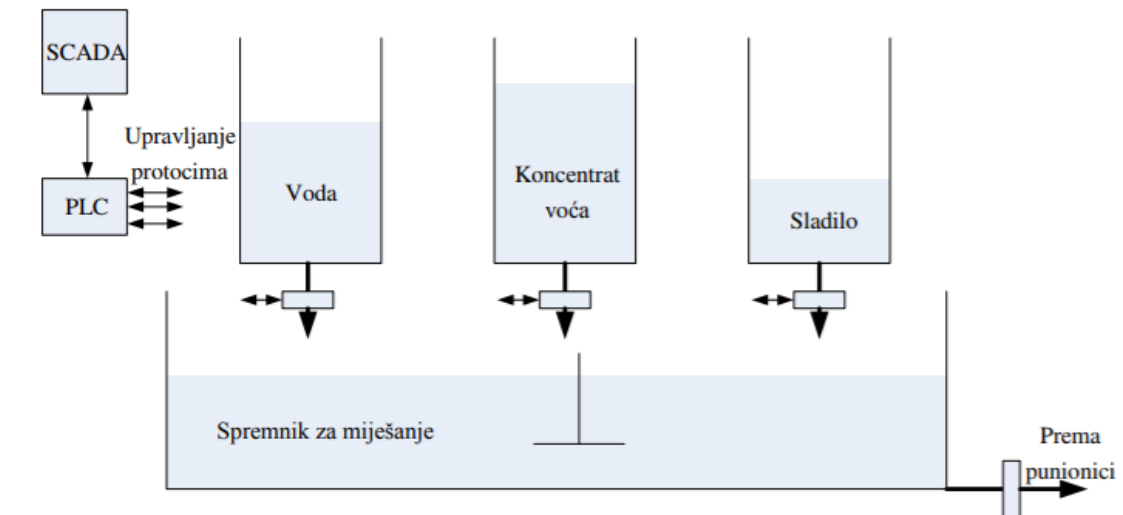 SCADA
Upravljanje
protocima
PLC
Voda
Koncentrat
voća
Sladilo
Spremnik za miješanje
Prema
punionici